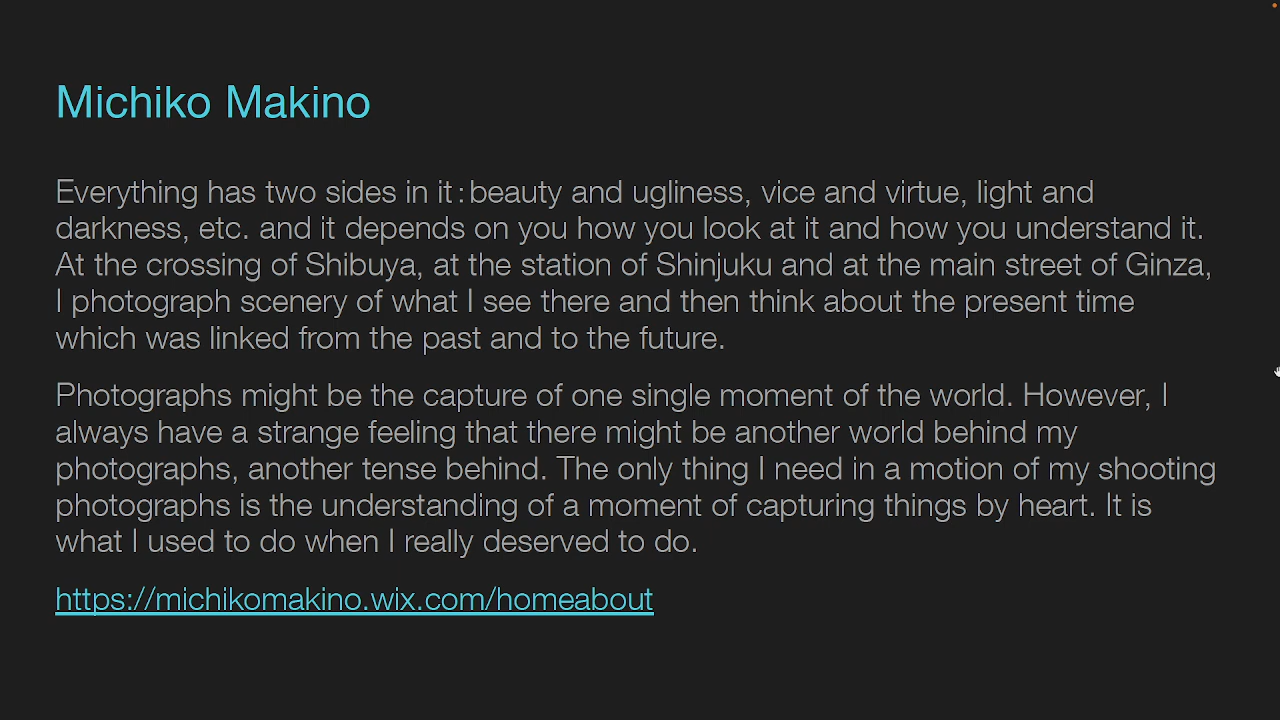 Michiko Makino
Everything has two sides in it : beauty and ugliness, vice and virtue, light and
darkness, etc. and it depends on you how you look at it and how you understand it.
At the crossing of Shibuya, at the station of Shinjuku and at the main street of Ginza,
I photograph scenery of what I see there and then think about the present time
which was linked from the past and to the future.
Photographs might be the capture of one single moment of the world. However, I
always have a strange feeling that there might be another world behind my
photographs, another tense behind. The only thing I need in a motion of my shooting
photographs is the understanding of a moment of capturing things by heart. It is
what I used to do when I really deserved to do.
https://michikomakino.wix.com/homeabout